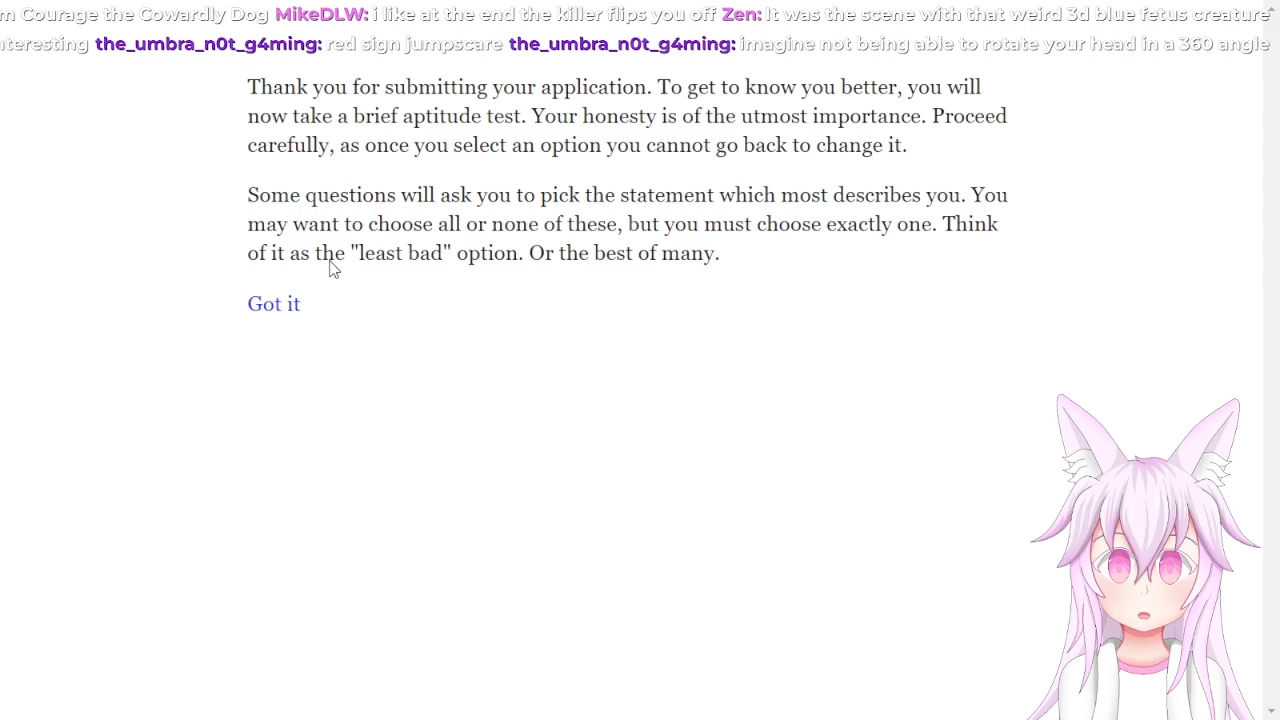 m Courage the Cowardly Dog MikeDLW: i like at the end the killer flips you off Zen: It was the scene with that weird 3d blue fetus creature
nteresting the_umbra_n0t_g4ming: red sign jumpscare the_umbra_n0t_g4ming: imagine not being able to rotate your head in a 360 angle
Thank you for submitting your application. To get to know you better, you will
now take a brief aptitude test. Your honesty is of the utmost importance. Proceed
carefully, as once you select an option you cannot go back to change it.
Some questions will ask you to pick the statement which most describes you. You
may want to choose all or none of these, but you must choose exactly one. Think
of it as the "least bad" option. Or the best of many.
Got it